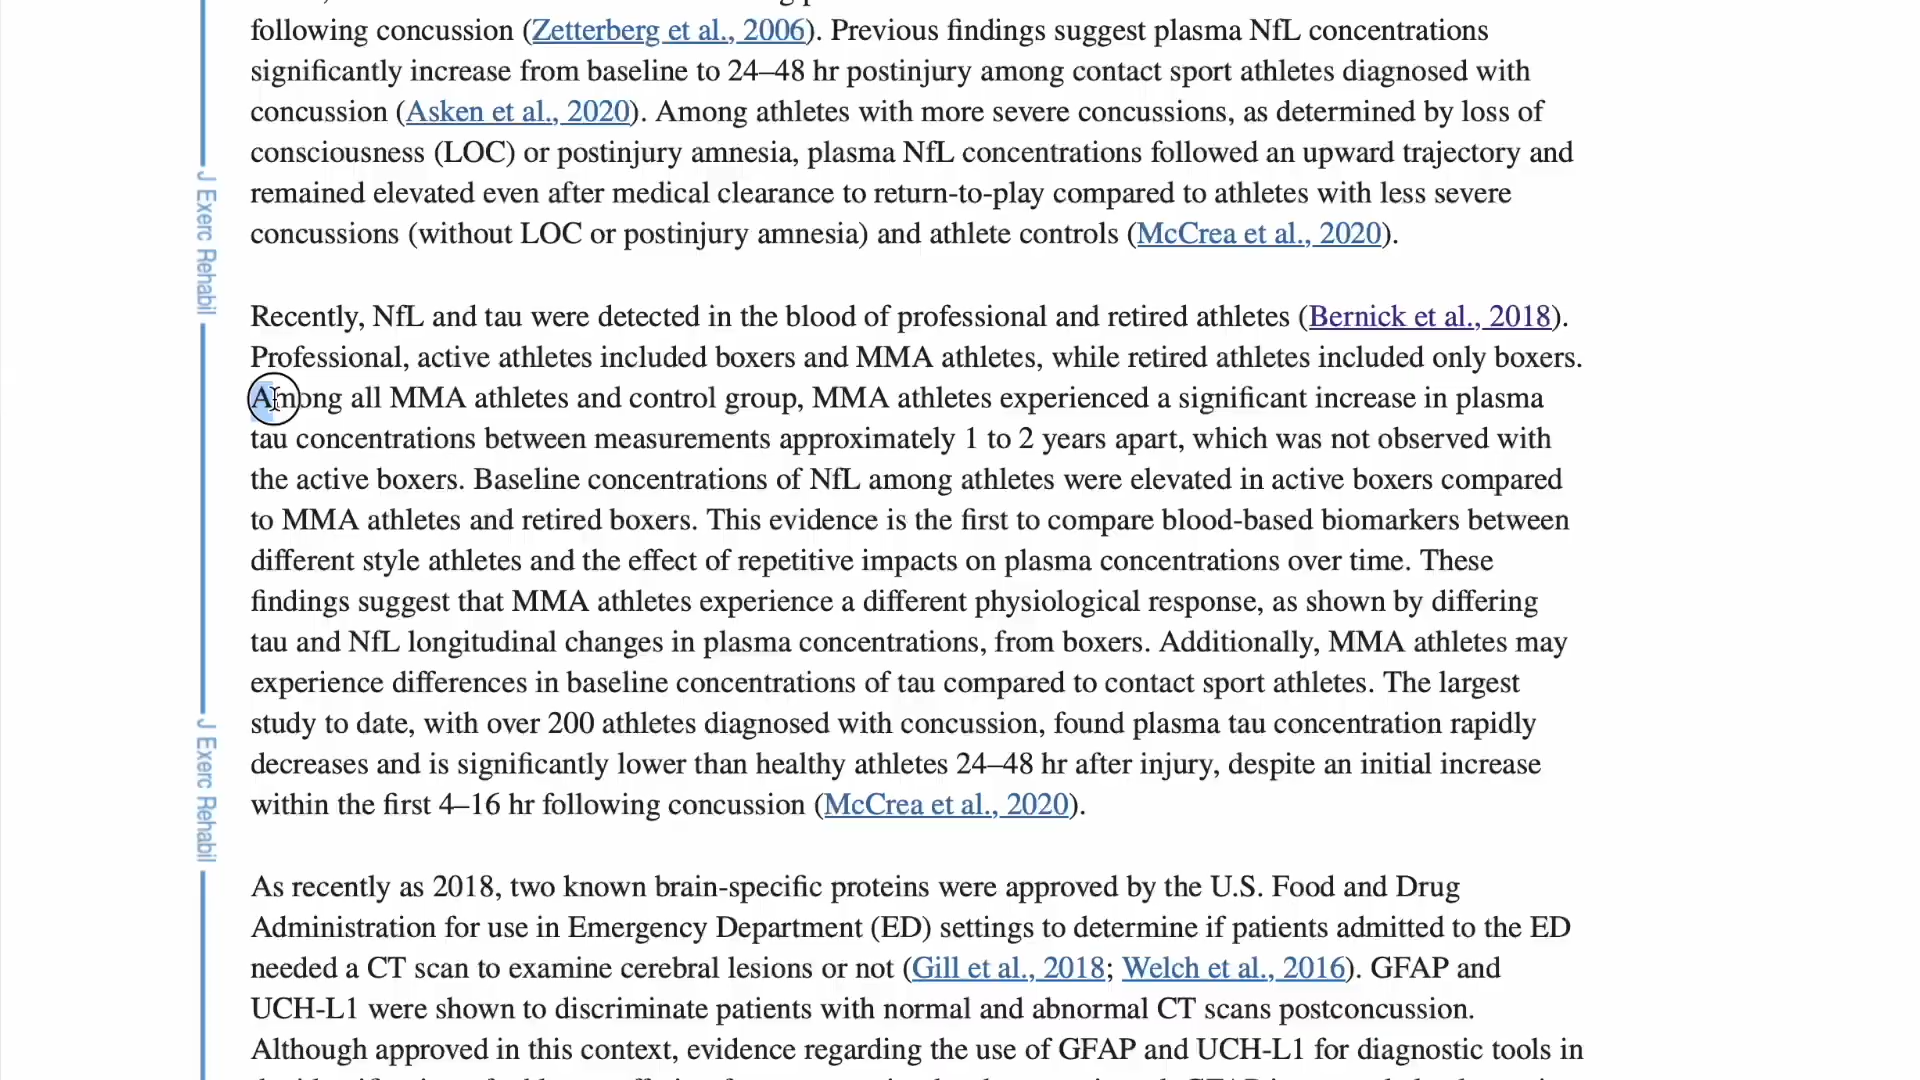 following concussion (Zetterberg et al., 2006). Previous findings suggest plasma NfL concentrations
significantly increase from baseline to 24–48 hr postinjury among contact sport athletes diagnosed with
concussion (Asken et al., 2020). Among athletes with more severe concussions, as determined by loss of
consciousness (LOC) or postinjury amnesia, plasma NfL concentrations followed an upward trajectory and
remained elevated even after medical clearance to return-to-play compared to athletes with less severe
concussions (without LOC or postinjury amnesia) and athlete controls (McCrea et al., 2020).
J Exerc Rehabil
Recently, NfL and tau were detected in the blood of professional and retired athletes (Bernick et al., 2018).
Professional, active athletes included boxers and MMA athletes, while retired athletes included only boxers.
Among all MMA athletes and control group, MMA athletes experienced a significant increase in plasma
tau concentrations between measurements approximately 1 to 2 years apart, which was not observed with
the active boxers. Baseline concentrations of NfL among athletes were elevated in active boxers compared
to MMA athletes and retired boxers. This evidence is the first to compare blood-based biomarkers between
different style athletes and the effect of repetitive impacts on plasma concentrations over time. These
findings suggest that MMA athletes experience a different physiological response, as shown by differing
tau and NfL longitudinal changes in plasma concentrations, from boxers. Additionally, MMA athletes may
experience differences in baseline concentrations of tau compared to contact sport athletes. The largest
study to date, with over 200 athletes diagnosed with concussion, found plasma tau concentration rapidly
decreases and is significantly lower than healthy athletes 24–48 hr after injury, despite an initial increase
within the first 4–16 hr following concussion (McCrea et al., 2020).
J Exerc Rehabil
As recently as 2018, two known brain-specific proteins were approved by the U.S. Food and Drug
Administration for use in Emergency Department (ED) settings to determine if patients admitted to the ED
needed a CT scan to examine cerebral lesions or not (Gill et al., 2018; Welch et al., 2016). GFAP and
UCH-L1 were shown to discriminate patients with normal and abnormal CT scans postconcussion.
Although approved in this context, evidence regarding the use of GFAP and UCH-L1 for diagnostic tools in